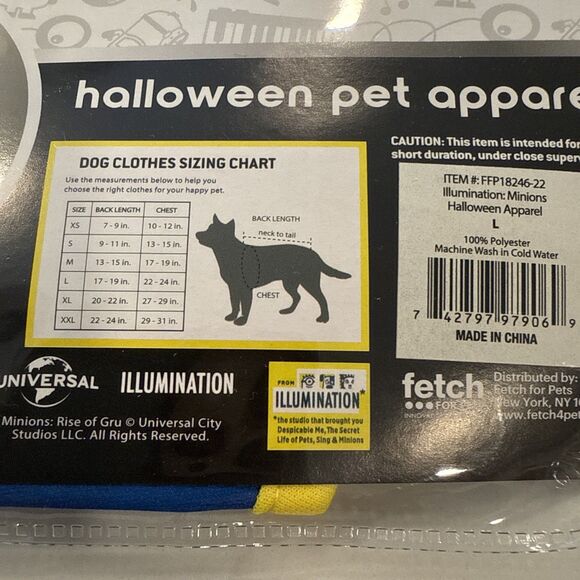 halloween pet appare
DOG CLOTHES SIZING CHART
Use the measurements below to help you
choose the right clothes for your happy pet.
SIZE BACK LENGTH CHEST
XS 7 - 9 in. 10 - 12 in.
S 9 - 11 in. 13 - 15 in.
M 13 - 15 in. 17 - 19 in.
L 17 - 19 in. 22 - 24 in.
XL 20 - 22 in. 27 - 29 in.
XXL 22 - 24 in. 29 - 31 in.
BACK LENGTH
neck to tail
CHEST
CAUTION: This item is intended for
short duration, under close superv
ITEM #: FFP18246-22
Illumination: Minions
Halloween Apparel
L
100% Polyester
Machine Wash in Cold Water
7 42797 97906 9
MADE IN CHINA
UNIVERSAL
ILLUMINATION
FROM
ILLUMINATION*
*the studio that brought you
Despicable Me, The Secret
Life of Pets, Sing & Minions
Minions: Rise of Gru © Universal City
Studios LLC. All Rights Reserved.
fetch
FOR
INNOVAT
Distributed by:
Fetch for Pets
New York, NY 10
www.fetch4pet